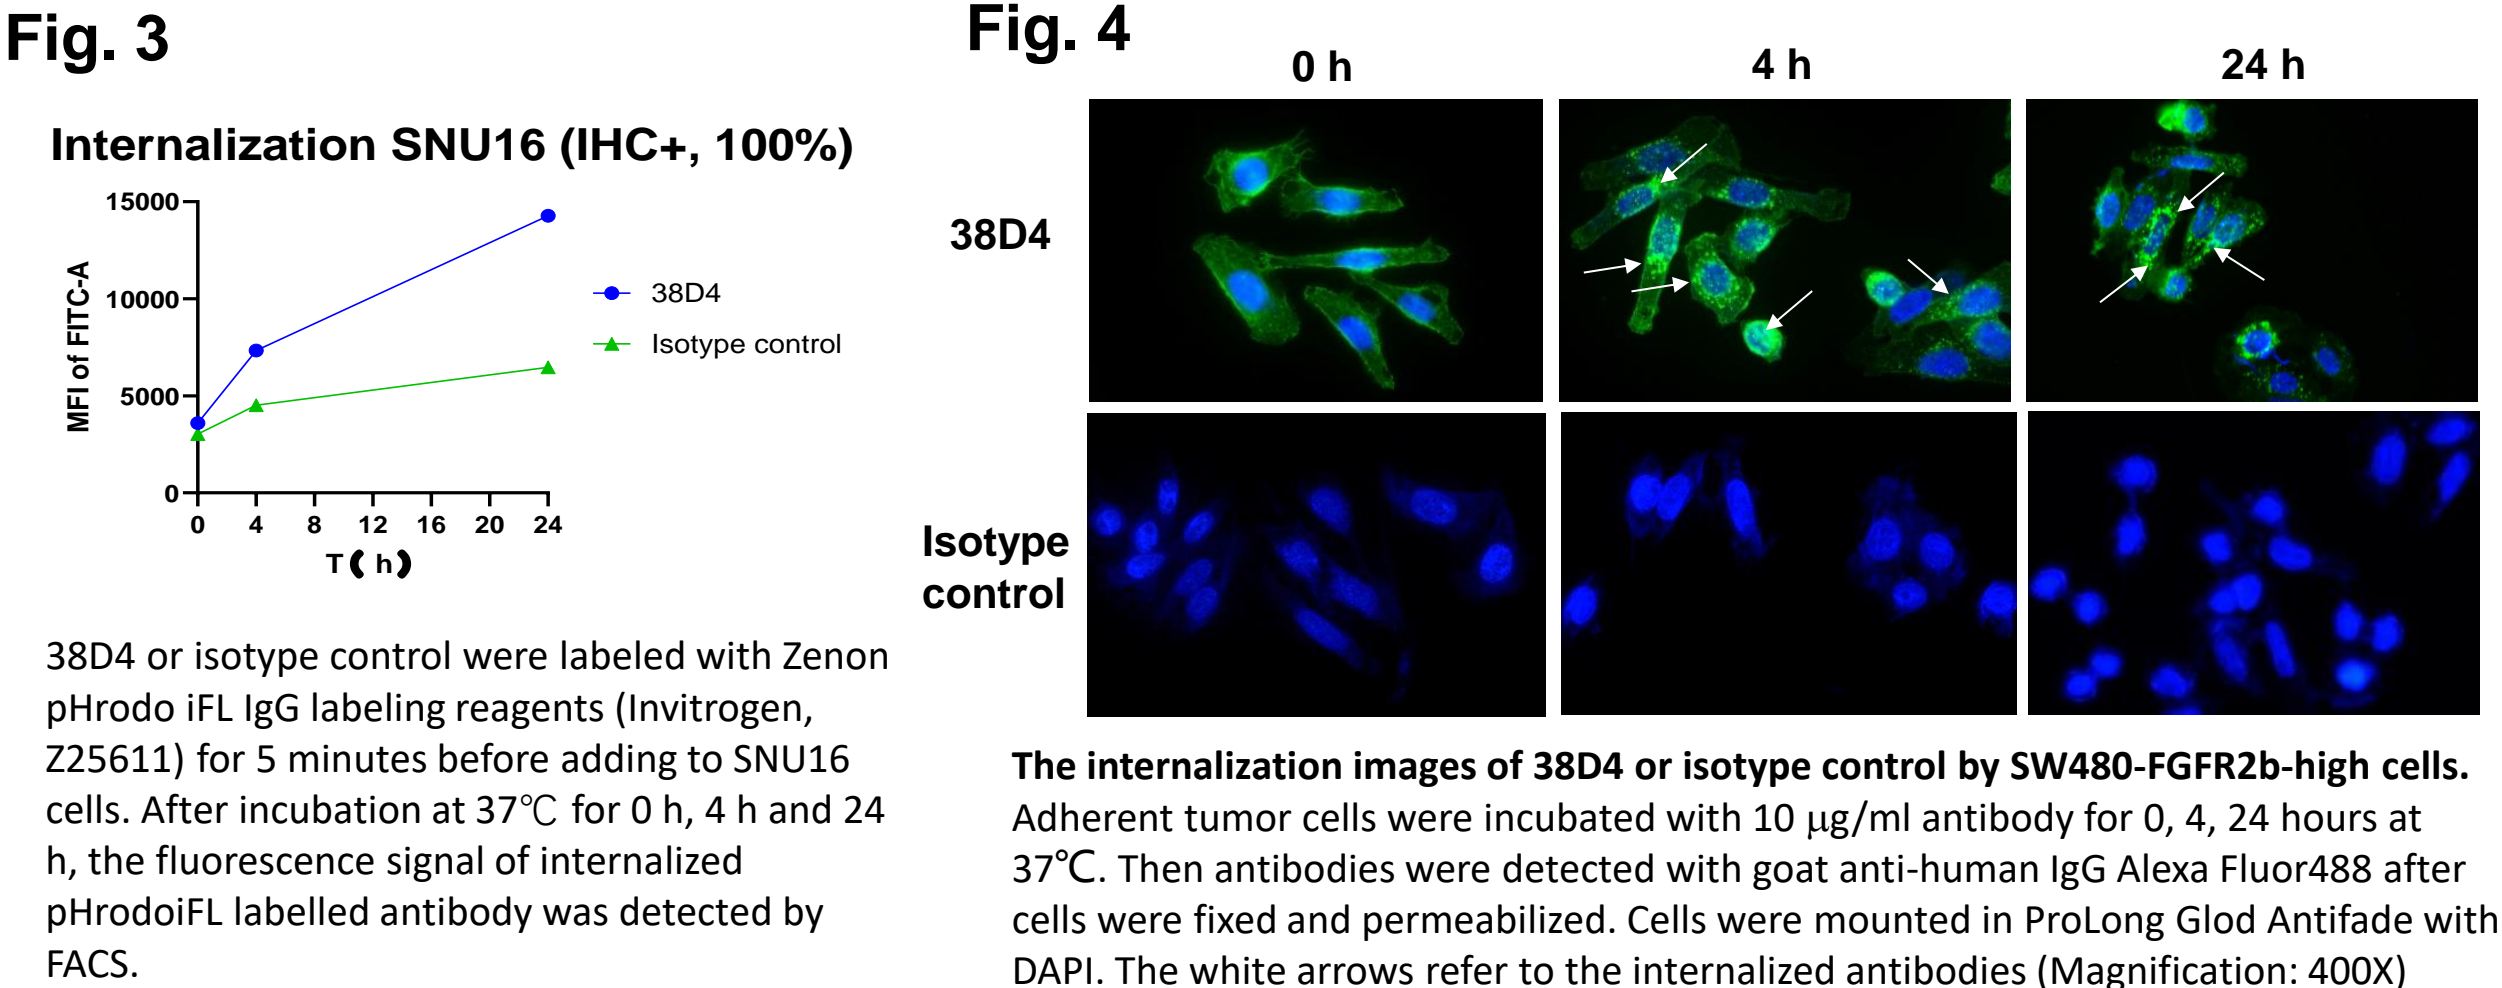 Fig. 3
Internalization SNU16 (IHC+, 100%)
MFI of FITC-A
15000
10000
5000
0
0 4 8 12 16 20 24
T ( h )
38D4
Isotype control
38D4 or isotype control were labeled with Zenon
pHrodo iFL IgG labeling reagents (Invitrogen,
Z25611) for 5 minutes before adding to SNU16
cells. After incubation at 37℃ for 0 h, 4 h and 24
h, the fluorescence signal of internalized
pHrodoiFL labelled antibody was detected by
FACS.
Fig. 4
0 h 4 h 24 h
38D4
Isotype
control
The internalization images of 38D4 or isotype control by SW480-FGFR2b-high cells.
Adherent tumor cells were incubated with 10 μg/ml antibody for 0, 4, 24 hours at
37℃. Then antibodies were detected with goat anti-human IgG Alexa Fluor488 after
cells were fixed and permeabilized. Cells were mounted in ProLong Glod Antifade with
DAPI. The white arrows refer to the internalized antibodies (Magnification: 400X)